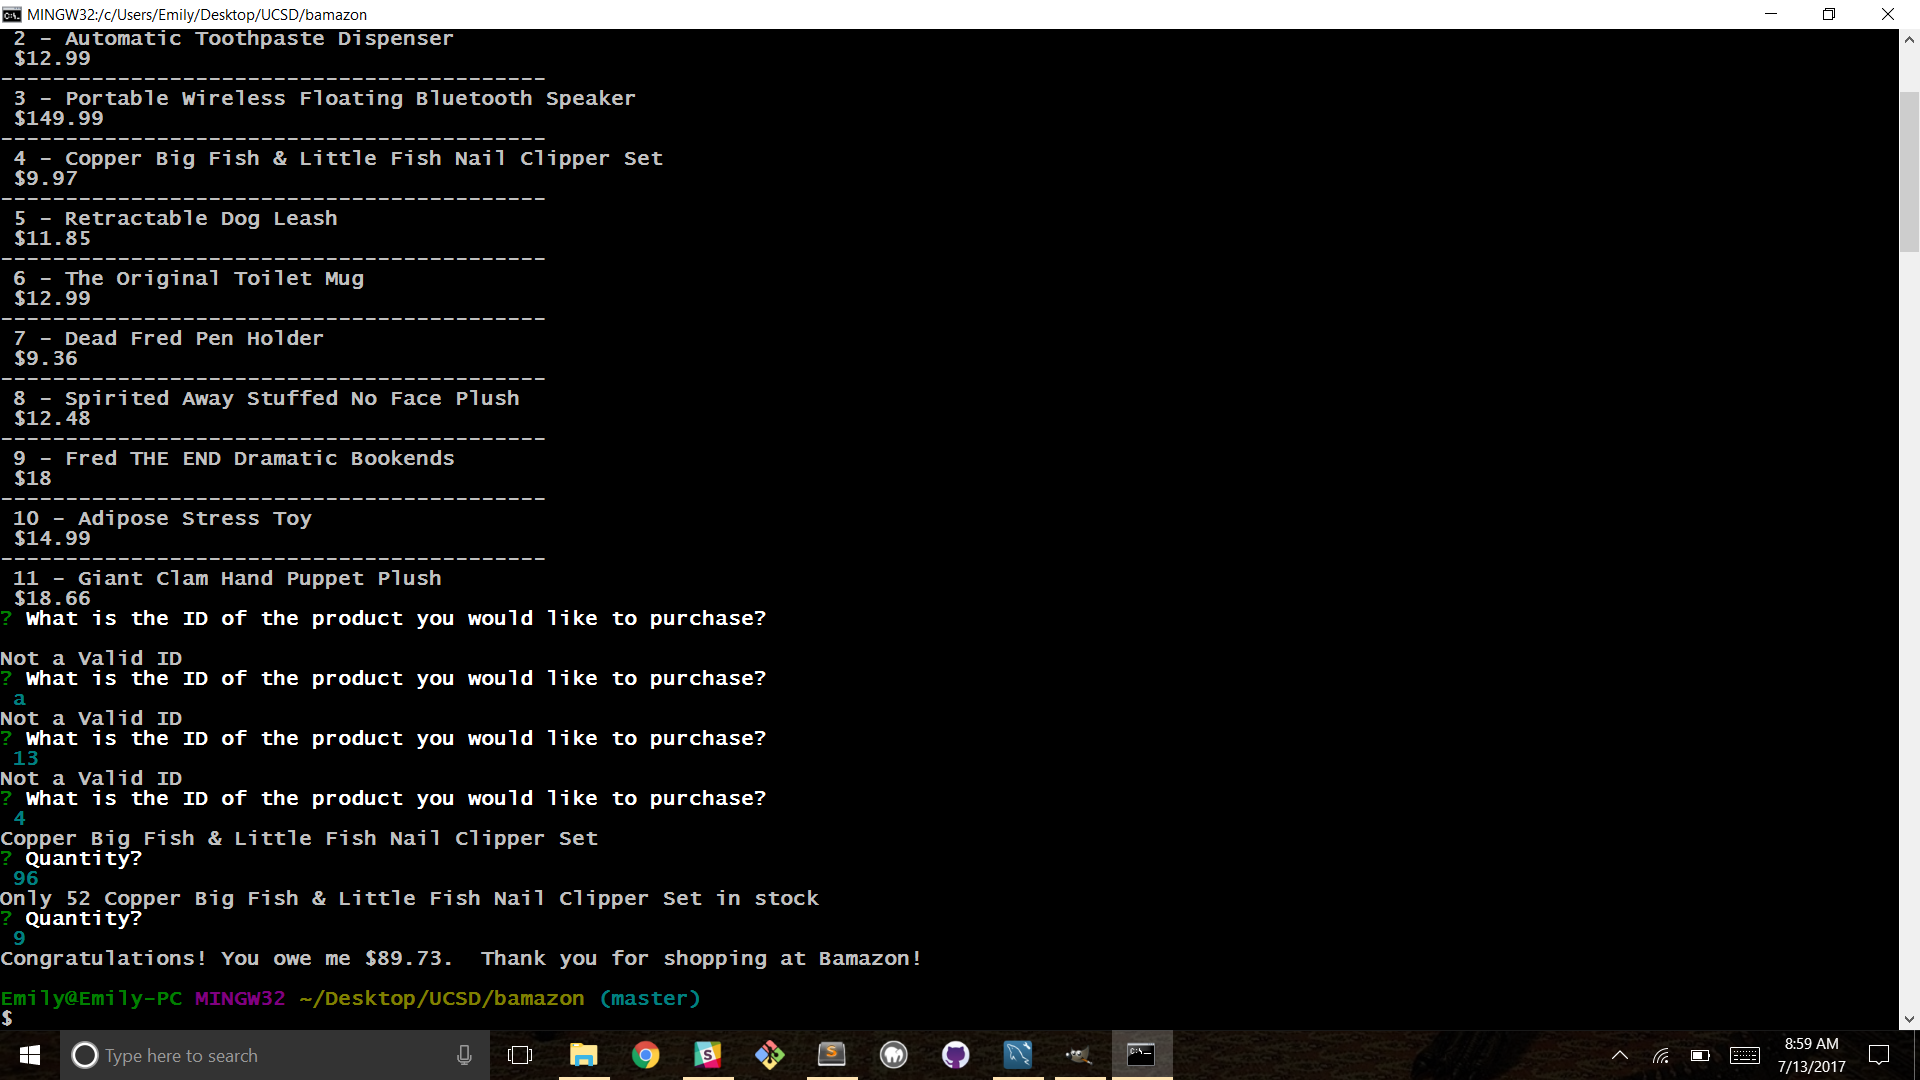 MINGW32:/c/Users/Emily/Desktop/UCSD/bamazon
2 - Automatic Toothpaste Dispenser
$12.99
------------------------------------------
3 - Portable Wireless Floating Bluetooth Speaker
$149.99
------------------------------------------
4 - Copper Big Fish & Little Fish Nail Clipper Set
$9.97
------------------------------------------
5 - Retractable Dog Leash
$11.85
------------------------------------------
6 - The Original Toilet Mug
$12.99
------------------------------------------
7 - Dead Fred Pen Holder
$9.36
------------------------------------------
8 - Spirited Away Stuffed No Face Plush
$12.48
------------------------------------------
9 - Fred THE END Dramatic Bookends
$18
------------------------------------------
10 - Adipose Stress Toy
$14.99
------------------------------------------
11 - Giant Clam Hand Puppet Plush
$18.66
? What is the ID of the product you would like to purchase?
Not a Valid ID
? What is the ID of the product you would like to purchase?
a
Not a Valid ID
? What is the ID of the product you would like to purchase?
13
Not a Valid ID
? What is the ID of the product you would like to purchase?
4
Copper Big Fish & Little Fish Nail Clipper Set
? Quantity?
96
Only 52 Copper Big Fish & Little Fish Nail Clipper Set in stock
? Quantity?
9
Congratulations! You owe me $89.73.  Thank you for shopping at Bamazon!
Emily@Emily-PC MINGW32 ~/Desktop/UCSD/bamazon (master)
$
Type here to search
8:59 AM
7/13/2017